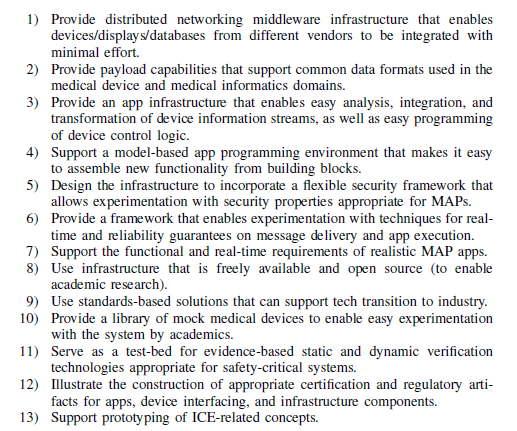 1) Provide distributed networking middleware infrastructure that enables
devices/displays/databases from different vendors to be integrated with
minimal effort.
2) Provide payload capabilities that support common data formats used in the
medical device and medical informatics domains.
3) Provide an app infrastructure that enables easy analysis, integration, and
transformation of device information streams, as well as easy programming
of device control logic.
4) Support a model-based app programming environment that makes it easy
to assemble new functionality from building blocks.
5) Design the infrastructure to incorporate a flexible security framework that
allows experimentation with security properties appropriate for MAPs.
6) Provide a framework that enables experimentation with techniques for real-
time and reliability guarantees on message delivery and app execution.
7) Support the functional and real-time requirements of realistic MAP apps.
8) Use infrastructure that is freely available and open source (to enable
academic research).
9) Use standards-based solutions that can support tech transition to industry.
10) Provide a library of mock medical devices to enable easy experimentation
with the system by academics.
11) Serve as a test-bed for evidence-based static and dynamic verification
technologies appropriate for safety-critical systems.
12) Illustrate the construction of appropriate certification and regulatory arti-
facts for apps, device interfacing, and infrastructure components.
13) Support prototyping of ICE-related concepts.